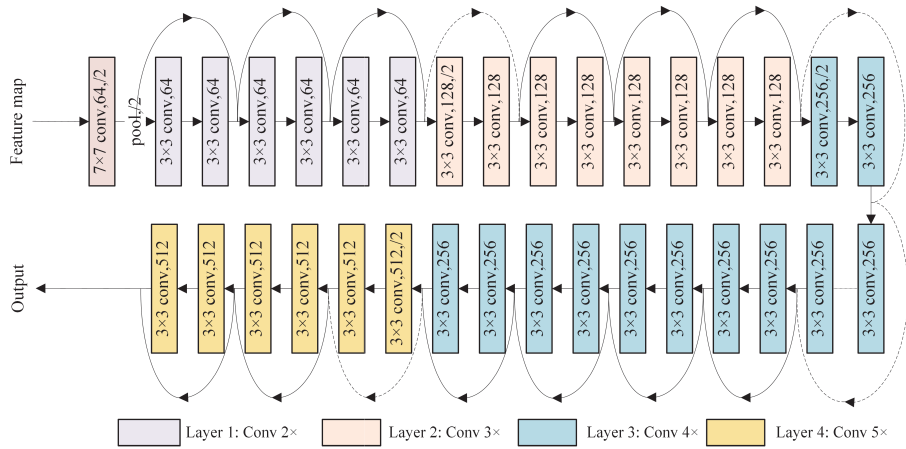 Feature map
7×7 conv,64,/2
pool,/2
3×3 conv,64
3×3 conv,64
3×3 conv,64
3×3 conv,64
3×3 conv,64
3×3 conv,64
3×3 conv,128,/2
3×3 conv,128
3×3 conv,128
3×3 conv,128
3×3 conv,128
3×3 conv,128
3×3 conv,128
3×3 conv,128
3×3 conv,256,/2
3×3 conv,256
Output
3×3 conv,512
3×3 conv,512
3×3 conv,512
3×3 conv,512
3×3 conv,512
3×3 conv,512,/2
3×3 conv,256
3×3 conv,256
3×3 conv,256
3×3 conv,256
3×3 conv,256
3×3 conv,256
3×3 conv,256
3×3 conv,256
3×3 conv,256
3×3 conv,256
Layer 1: Conv 2×
Layer 2: Conv 3×
Layer 3: Conv 4×
Layer 4: Conv 5×